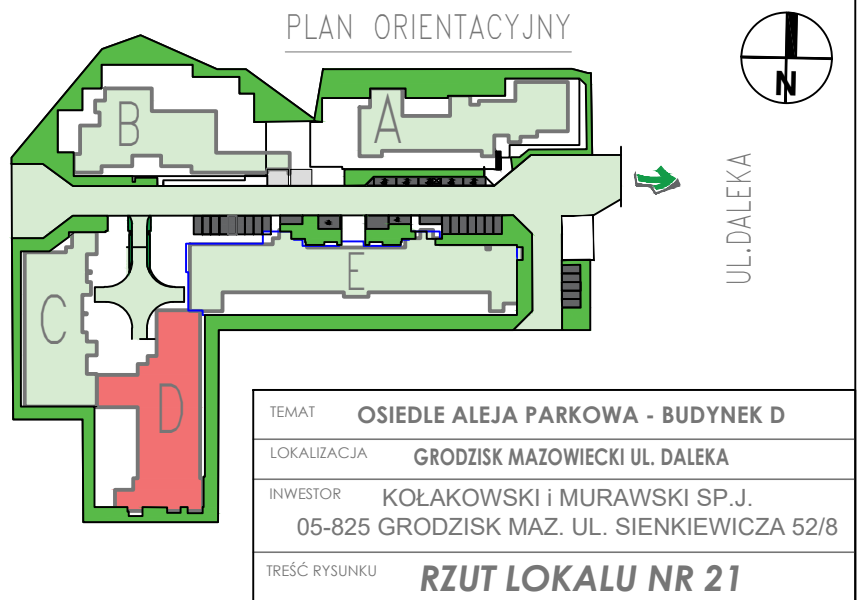 PLAN ORIENTACYJNY
N
B
A
UL.DALEKA
E
C
D
TEMAT OSIEDLE ALEJA PARKOWA - BUDYNEK D
LOKALIZACJA GRODZISK MAZOWIECKI UL. DALEKA
INWESTOR KOŁAKOWSKI i MURAWSKI SP.J.
05-825 GRODZISK MAZ. UL. SIENKIEWICZA 52/8
TREŚĆ RYSUNKU RZUT LOKALU NR 21